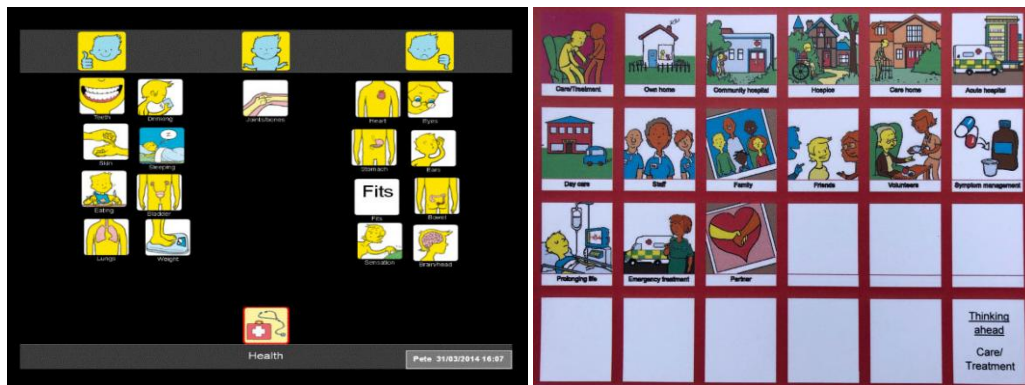 Teeth
Drinking
Joints/bones
Heart
Eyes
Skin
Sleeping
Stomach
Ears
Eating
Bladder
Fits
Fits
Bowel
Lungs
Weight
Sensation
Brain/head
Health
Pete 31/03/2014 16:07
Care/Treatment
Own home
Community hospital
Hospice
Care home
Acute hospital
Day care
Staff
Family
Friends
Volunteers
Symptom management
Prolonging life
Emergency treatment
Partner
Thinking
ahead
Care/
Treatment